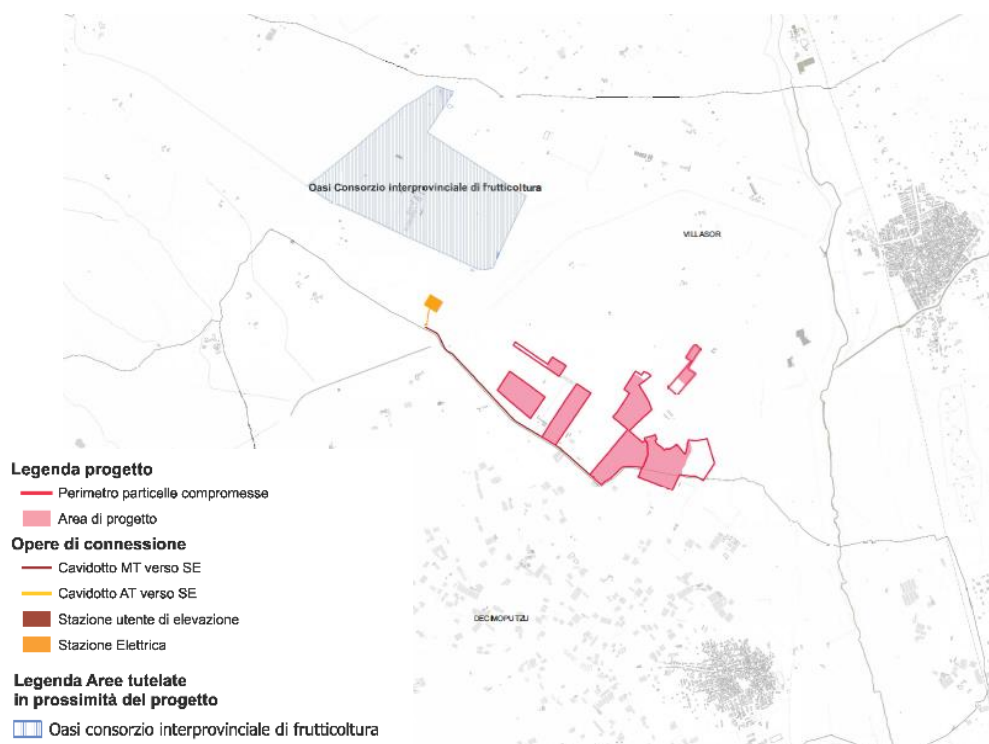 Oasi Consorzio interprovinciale di frutticoltura
VILLASOR
Legenda progetto
Perimetro particelle compromesse
Area di progetto
Opere di connessione
Cavidotto MT verso SE
Cavidotto AT verso SE
Stazione utente di elevazione
DECIMOPUTZU
Stazione Elettrica
Legenda Aree tutelate
in prossimità del progetto
Oasi consorzio interprovinciale di frutticoltura